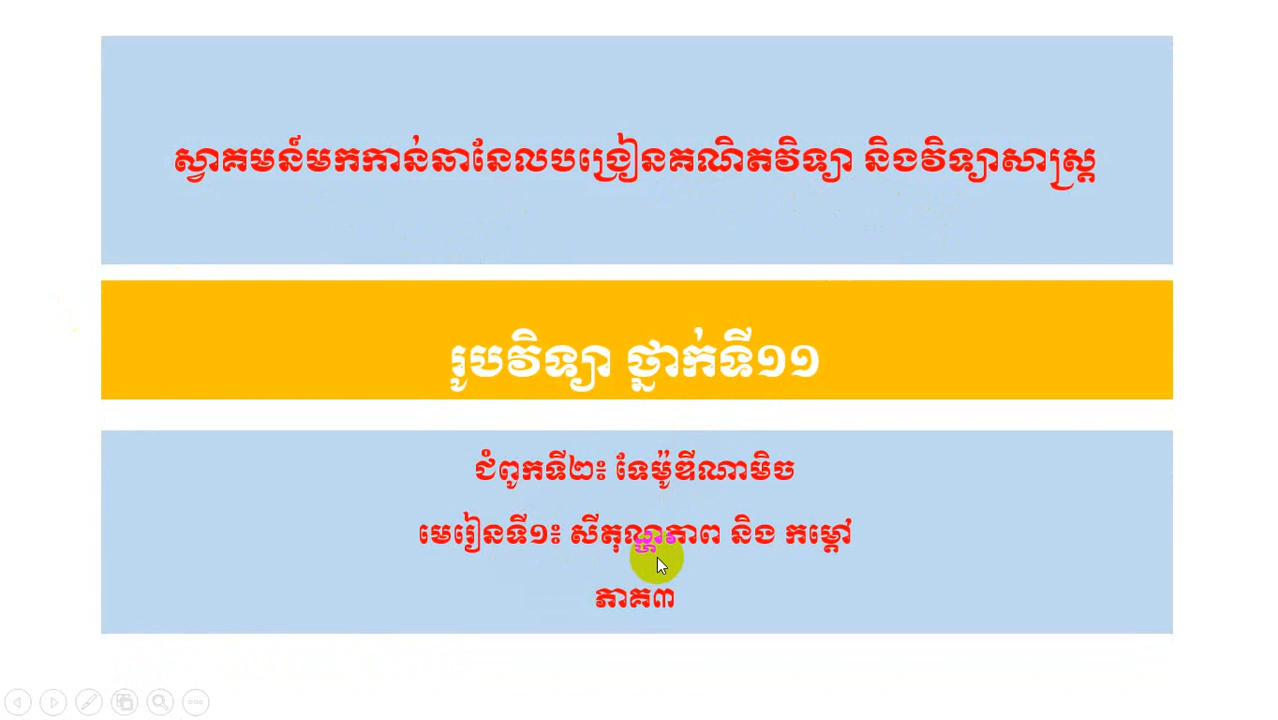 ស្វាគមន៍មកកាន់ឆានែលបង្រៀនគណិតវិទ្យា និងវិទ្យាសាស្ត្រ
រូបវិទ្យា ថ្នាក់ទី១១
ជំពូកទី២៖ ទែម៉ូឌីណាមិច
មេរៀនទី១៖ សីតុណ្ហភាព និង កម្ដៅ
ភាគ៣